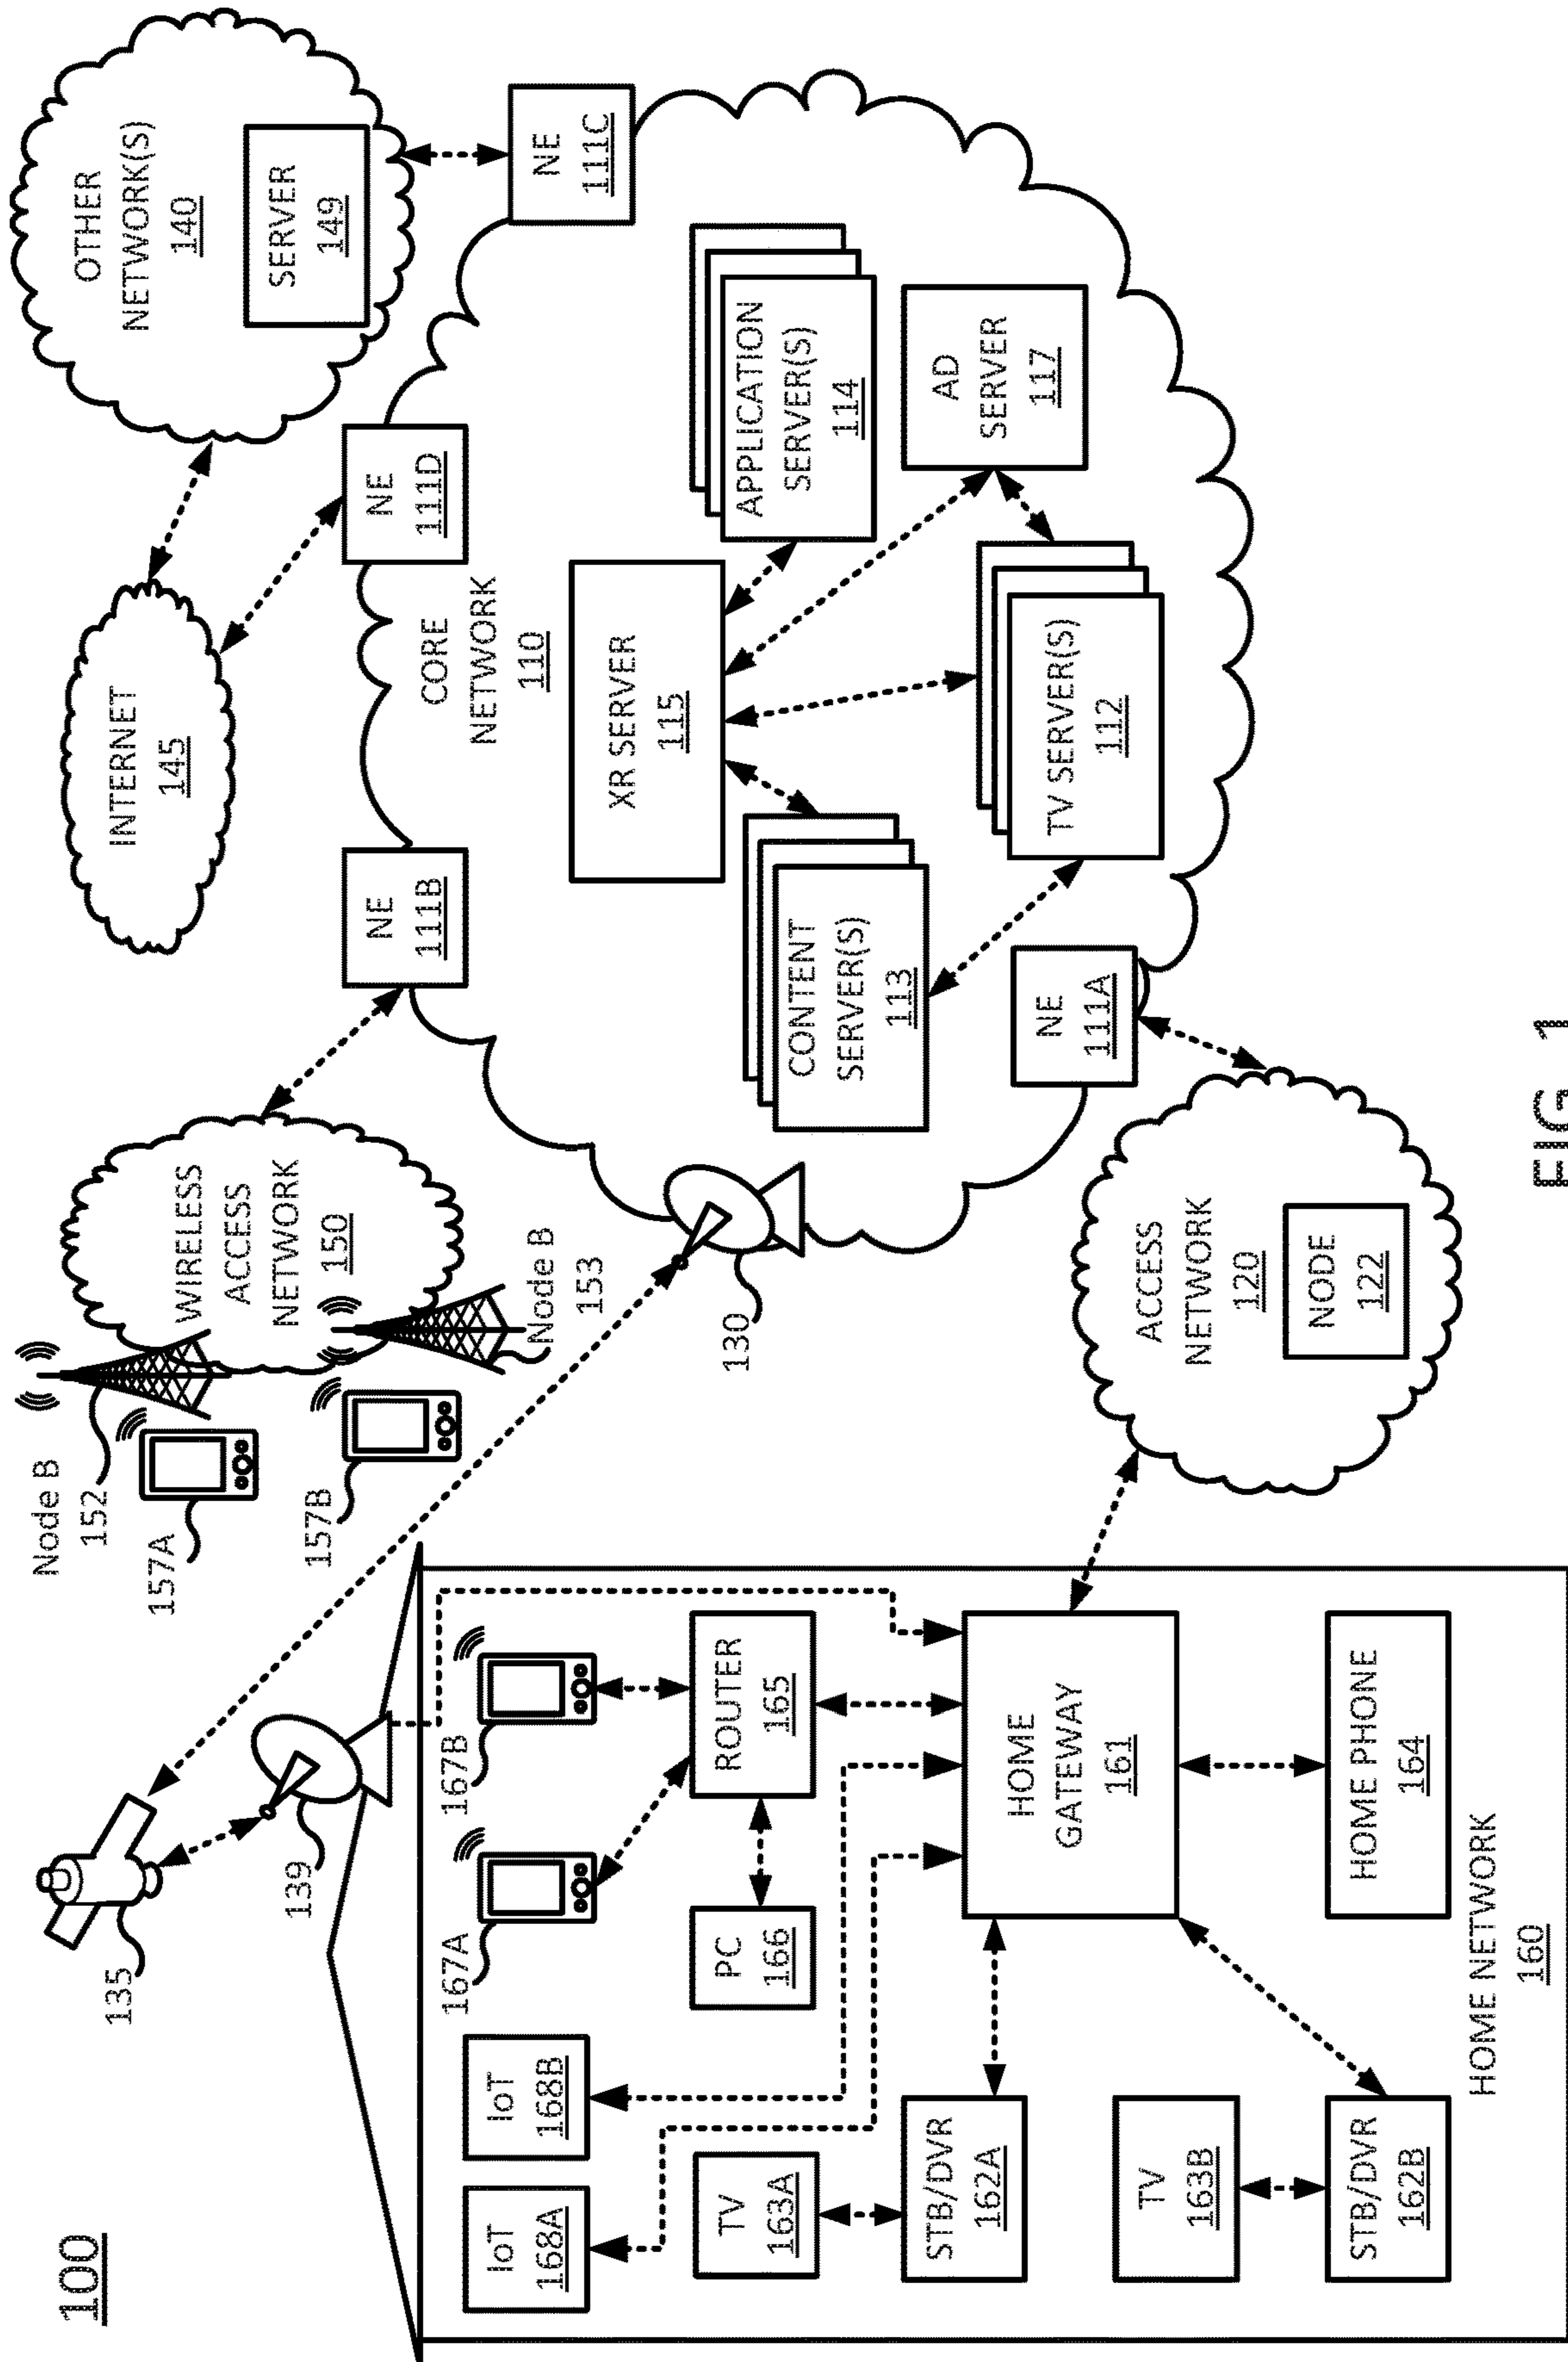 100
135
139
Node B
152
157A
157B
WIRELESS
ACCESS
NETWORK
150
Node B
153
130
INTERNET
145
OTHER
NETWORK(S)
140
SERVER
149
NE
111B
NE
111D
NE
111C
CORE
NETWORK
110
XR SERVER
115
APPLICATION
SERVER(S)
114
CONTENT
SERVER(S)
113
AD
SERVER
117
TV SERVER(S)
112
NE
111A
ACCESS
NETWORK
120
NODE
122
IoT
168A
IoT
168B
167A
167B
TV
163A
PC
166
ROUTER
165
STB/DVR
162A
HOME
GATEWAY
161
TV
163B
STB/DVR
162B
HOME PHONE
164
HOME NETWORK
160
FIG. 1